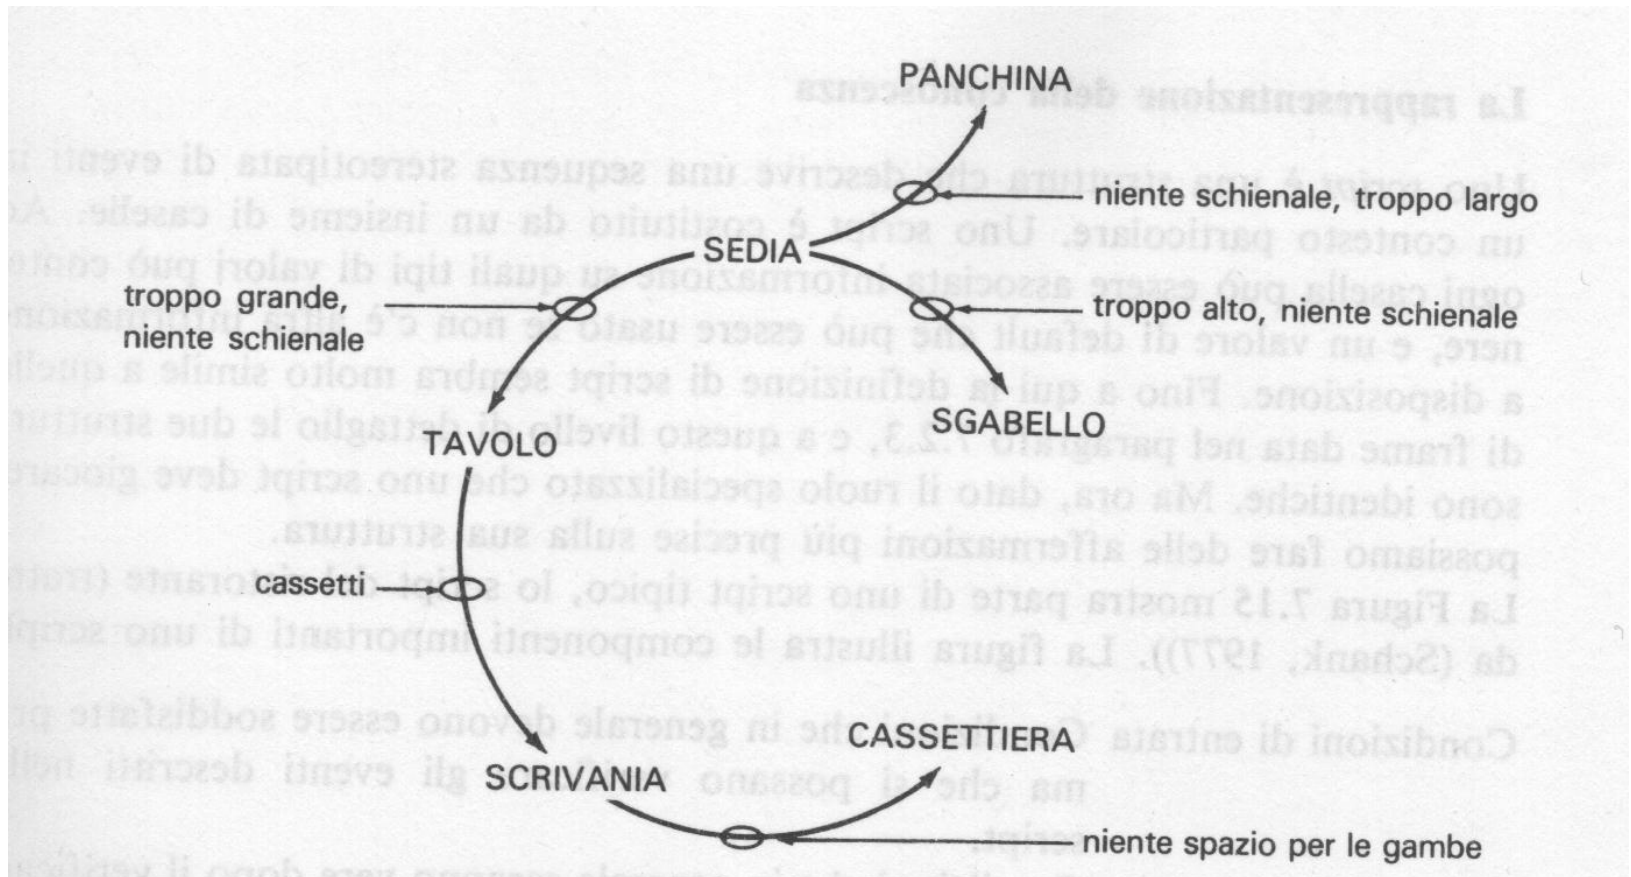 PANCHINA
niente schienale, troppo largo
SEDIA
troppo grande,
niente schienale
troppo alto, niente schienale
SGABELLO
TAVOLO
cassetti
CASSETTIERA
SCRIVANIA
niente spazio per le gambe